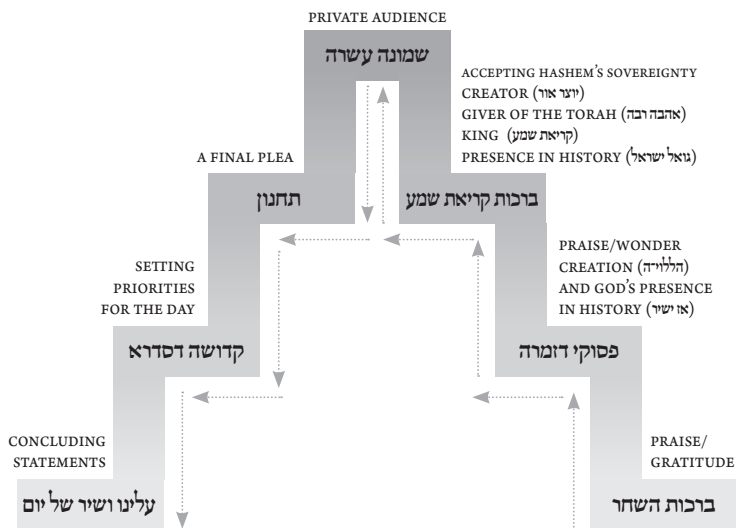 PRIVATE AUDIENCE
שמונה עשרה
ACCEPTING HASHEM'S SOVEREIGNTY
CREATOR (יוצר אור)
GIVER OF THE TORAH (אהבה רבה)
KING (קריאת שמע)
PRESENCE IN HISTORY (גואל ישראל)
A FINAL PLEA
תחנון
ברכות קריאת שמע
SETTING
PRIORITIES
FOR THE DAY
PRAISE/WONDER
CREATION (הללוי־ה)
AND GOD'S PRESENCE
IN HISTORY (אז ישיר)
קדושה דסדרא
פסוקי דזמרה
CONCLUDING
STATEMENTS
PRAISE/
GRATITUDE
עלינו ושיר של יום
ברכות השחר